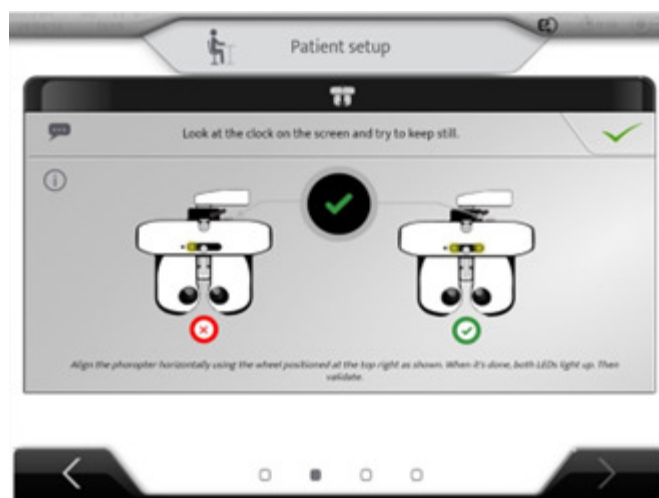 Patient setup
Look at the clock on the screen and try to keep still.
Align the phoropter horizontally using the wheel positioned at the top right as shown. When it's done, both LEDs light up. Then
validate.